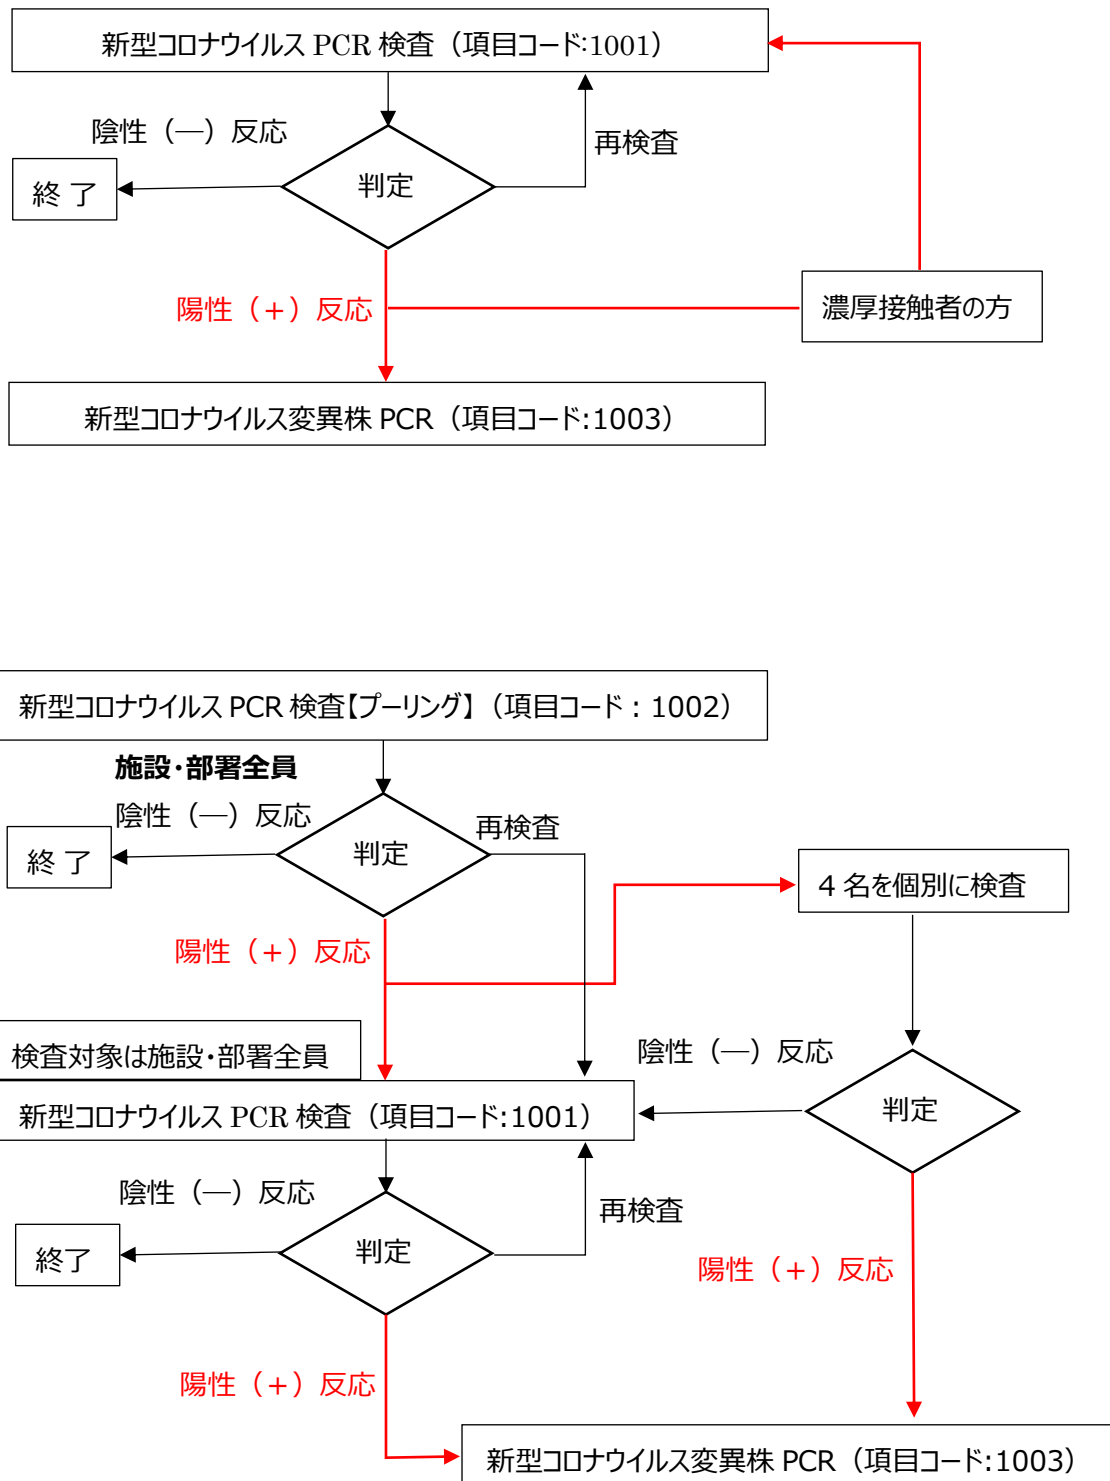 新型コロナウイルス PCR 検査（項目コード:1001）
陰性（―）反応
再検査
終 了
判定
陽性（+）反応
濃厚接触者の方
新型コロナウイルス変異株 PCR（項目コード:1003）
新型コロナウイルス PCR 検査【プーリング】（項目コード：1002）
施設・部署全員
陰性（―）反応
再検査
終 了
判定
4 名を個別に検査
陽性（+）反応
検査対象は施設・部署全員
陰性（―）反応
新型コロナウイルス PCR 検査（項目コード:1001）
判定
陰性（―）反応
再検査
終了
判定
陽性（+）反応
陽性（+）反応
新型コロナウイルス変異株 PCR（項目コード:1003）